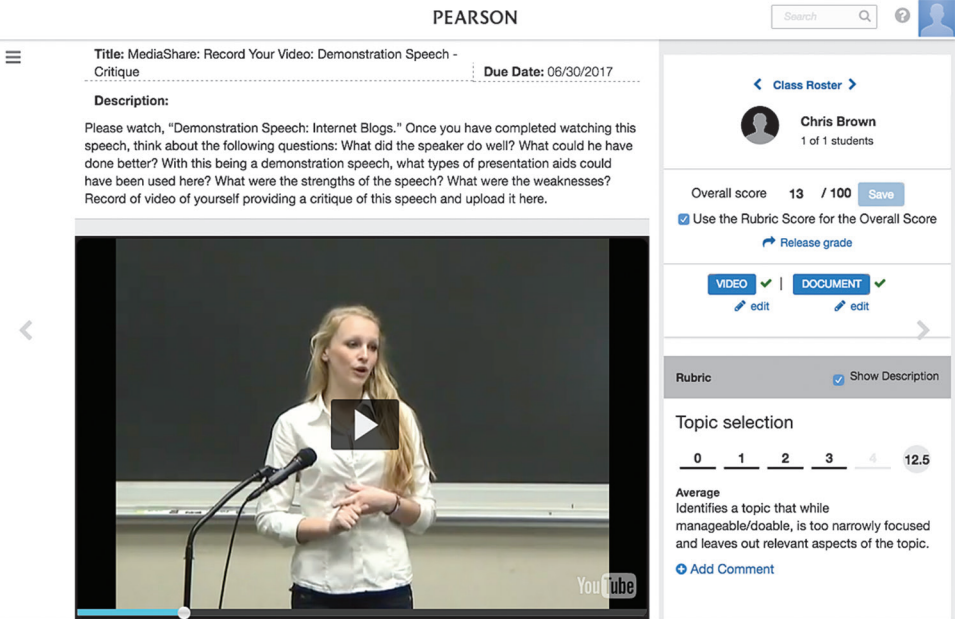 PEARSON
Search
?
Title: MediaShare: Record Your Video: Demonstration Speech -
Critique
Due Date: 06/30/2017
Description:
Please watch, “Demonstration Speech: Internet Blogs.” Once you have completed watching this
speech, think about the following questions: What did the speaker do well? What could he have
done better? With this being a demonstration speech, what types of presentation aids could
have been used here? What were the strengths of the speech? What were the weaknesses?
Record of video of yourself providing a critique of this speech and upload it here.
YouTube
Class Roster
Chris Brown
1 of 1 students
Overall score 13 / 100 Save
Use the Rubric Score for the Overall Score
Release grade
VIDEO | DOCUMENT
edit edit
Rubric Show Description
Topic selection
0 1 2 3 4 12.5
Average
Identifies a topic that while
manageable/doable, is too narrowly focused
and leaves out relevant aspects of the topic.
Add Comment